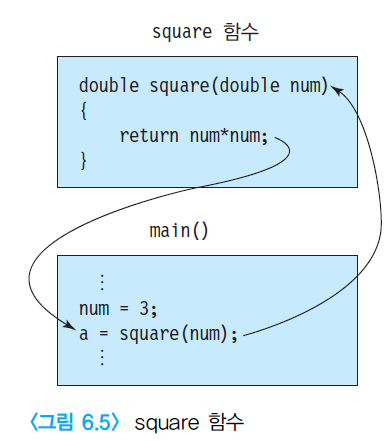 square 함수
double square(double num)
{
return num*num;
}
main()
⋮
num = 3;
a = square(num);
⋮
〈그림 6.5〉 square 함수